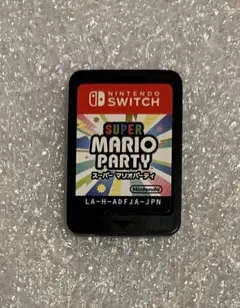 NINTENDO
SWITCH
SUPER
MARIO
PARTY
スーパー マリオパーティ
Nintendo
LA-H-ADFJA-JPN